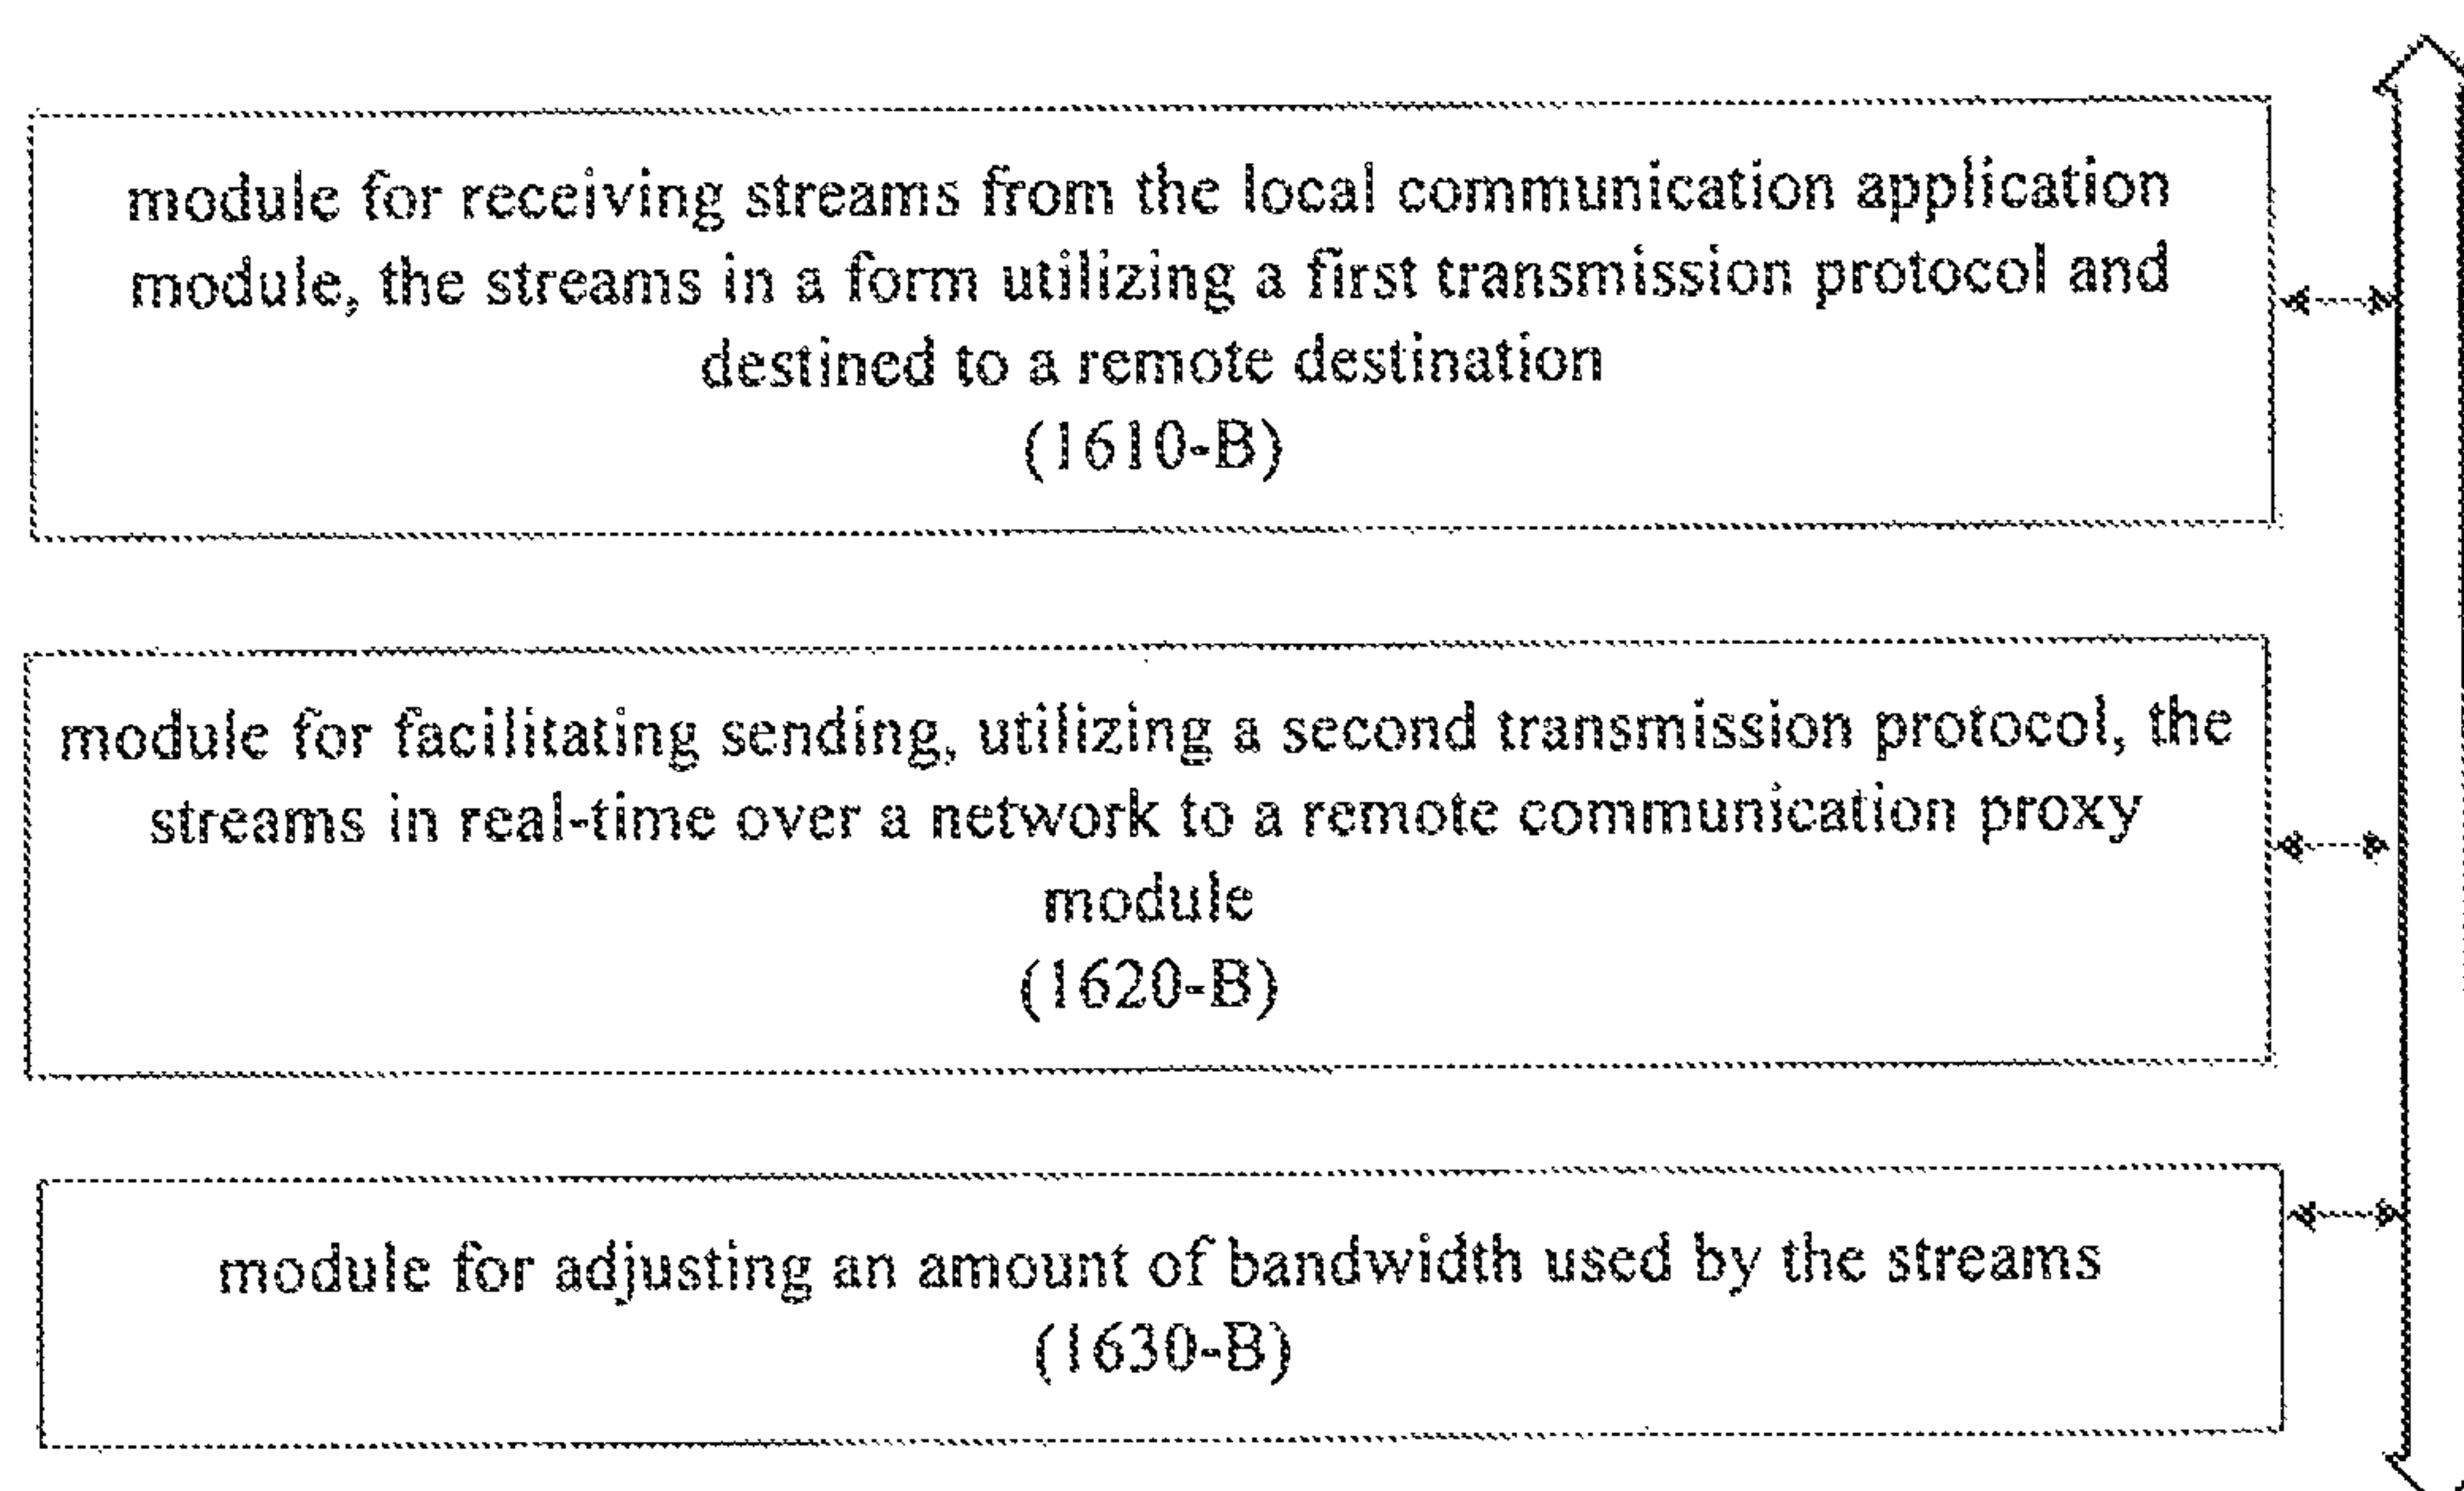 module for receiving streams from the local communication application
module, the streams in a form utilizing a first transmission protocol and
destined to a remote destination
(1610-B)
module for facilitating sending, utilizing a second transmission protocol, the
streams in real-time over a network to a remote communication proxy
module
(1620-B)
module for adjusting an amount of bandwidth used by the streams
(1630-B)